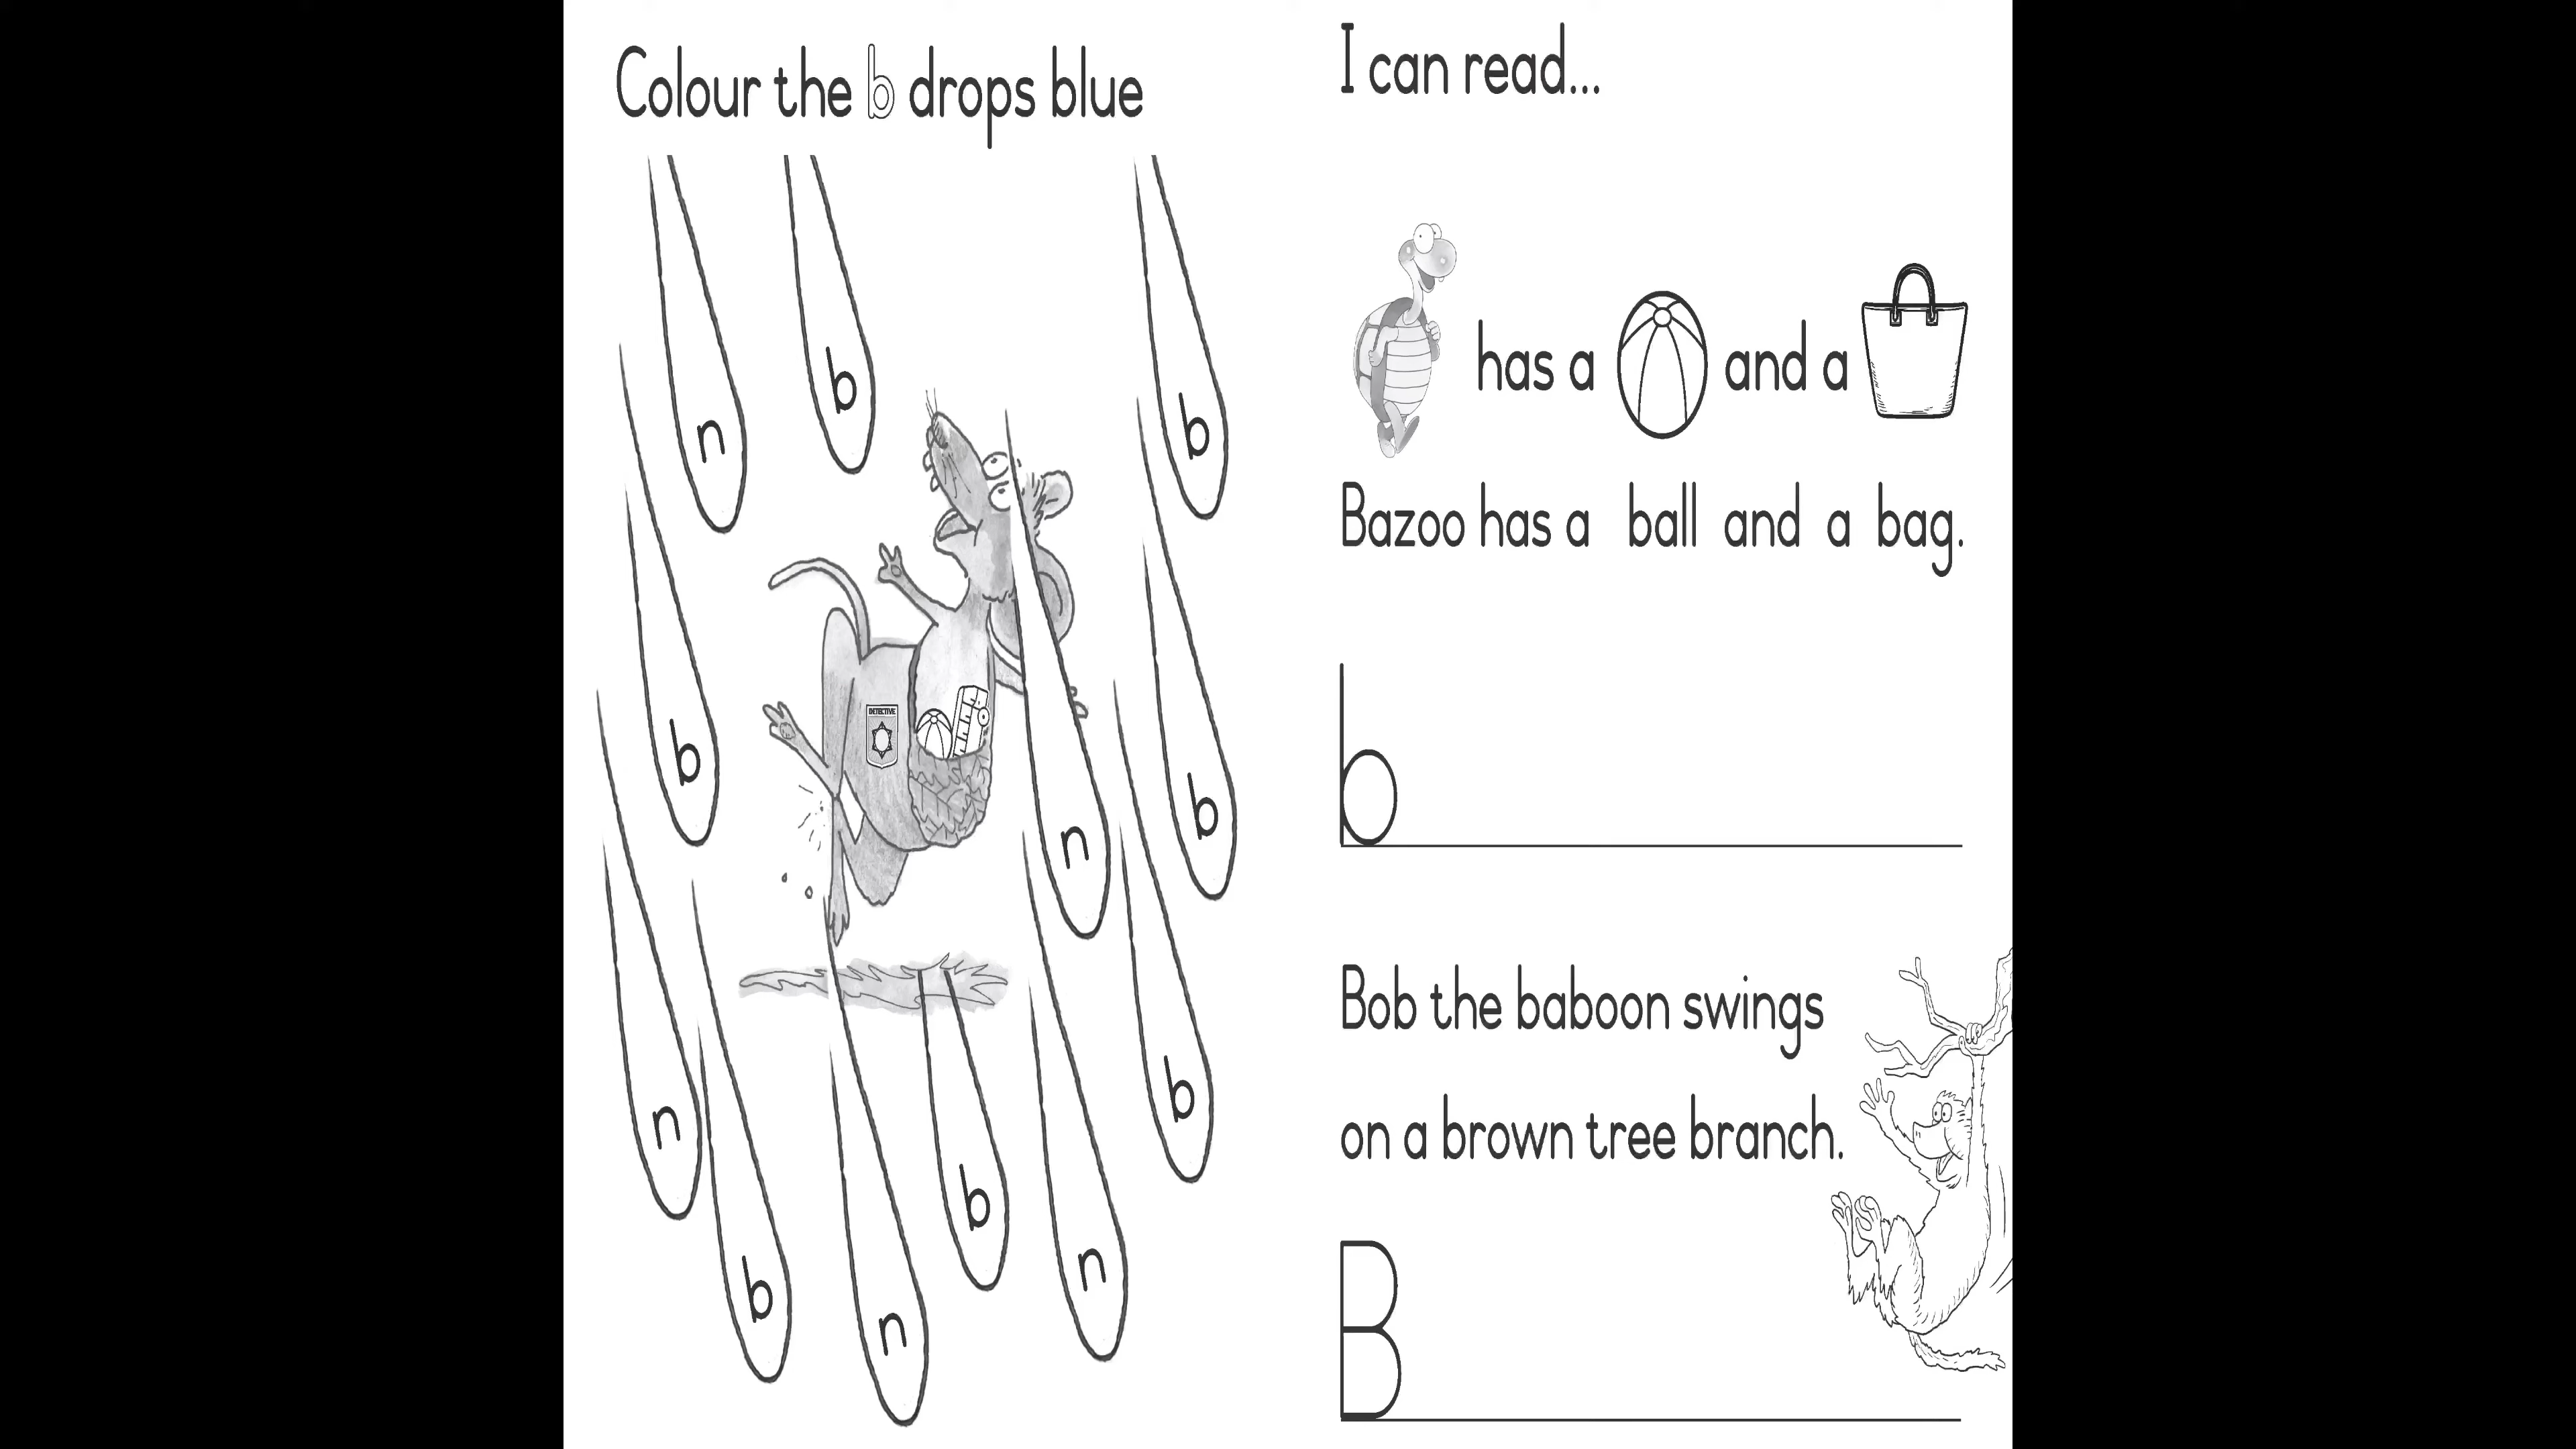 Colour the b drops blue
n
b
b
b
n
b
DETECTIVE
n
b
b
n
b
n
I can read...
has a and a
Bazoo has a ball and a bag.
b
Bob the baboon swings
on a brown tree branch.
B